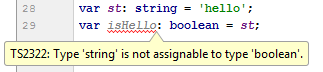 28 var st: string = 'hello';
29 var isHello: boolean = st;
TS2322: Type 'string' is not assignable to type 'boolean'.